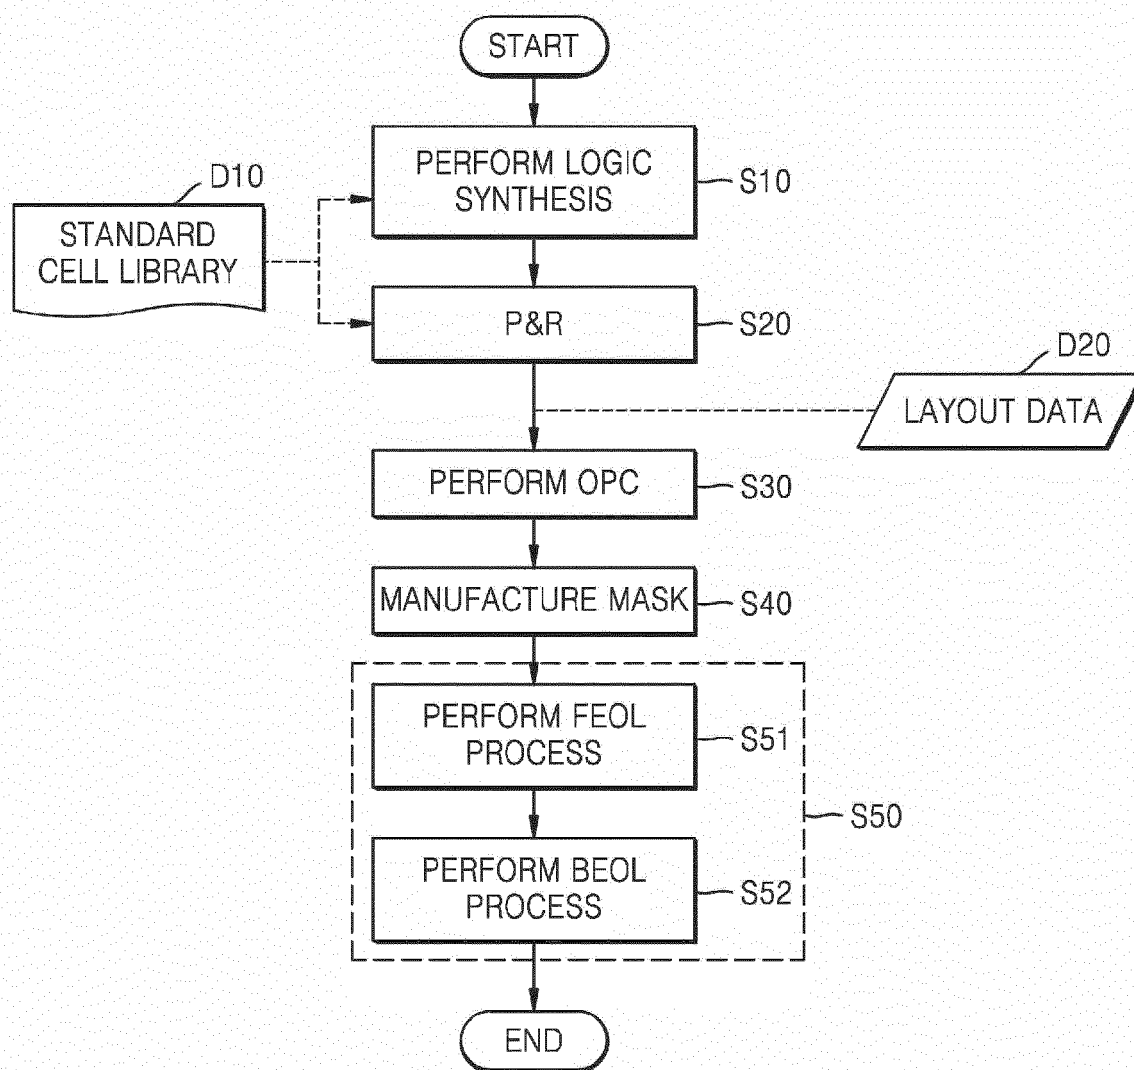 START
PERFORM LOGIC
SYNTHESIS
S10
D10
STANDARD
CELL LIBRARY
P&R
S20
D20
LAYOUT DATA
PERFORM OPC
S30
MANUFACTURE MASK
S40
PERFORM FEOL
PROCESS
S51
S50
PERFORM BEOL
PROCESS
S52
END